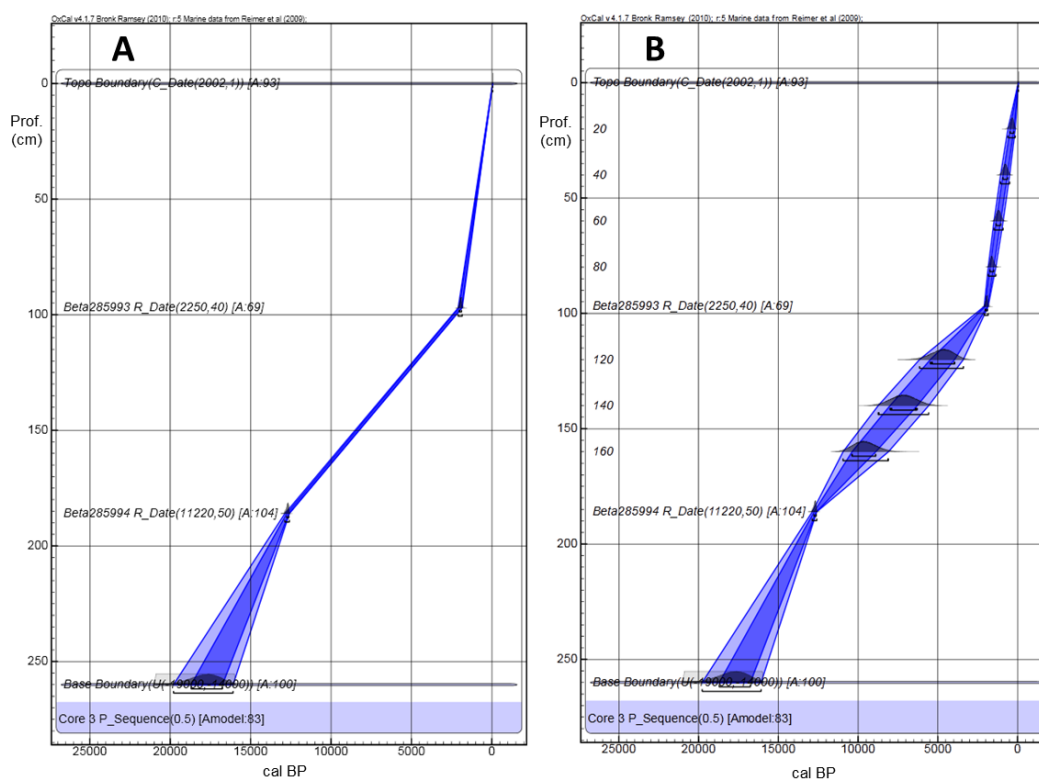 OxCal v4.1.7 Bronk Ramsey (2010); r:5 Marine data from Reimer et al (2009);
A
0
Topo Boundary(C_Date(2002,1)) [A:93]
Prof.
(cm)
50
Beta285993 R_Date(2250,40) [A:69]
100
150
Beta285994 R_Date(11220,50) [A:104]
200
250
Base Boundary(U(-19000,-14000)) [A:100]
Core 3 P_Sequence(0.5) [Amodel:83]
25000 20000 15000 10000 5000 0
cal BP
OxCal v4.1.7 Bronk Ramsey (2010); r:5 Marine data from Reimer et al (2009);
B
0
Topo Boundary(C_Date(2002,1)) [A:93]
Prof.
(cm)
20
40
50
60
80
Beta285993 R_Date(2250,40) [A:69]
100
120
140
150
160
Beta285994 R_Date(11220,50) [A:104]
200
250
Base Boundary(U(-19000,-14000)) [A:100]
Core 3 P_Sequence(0.5) [Amodel:83]
25000 20000 15000 10000 5000 0
cal BP